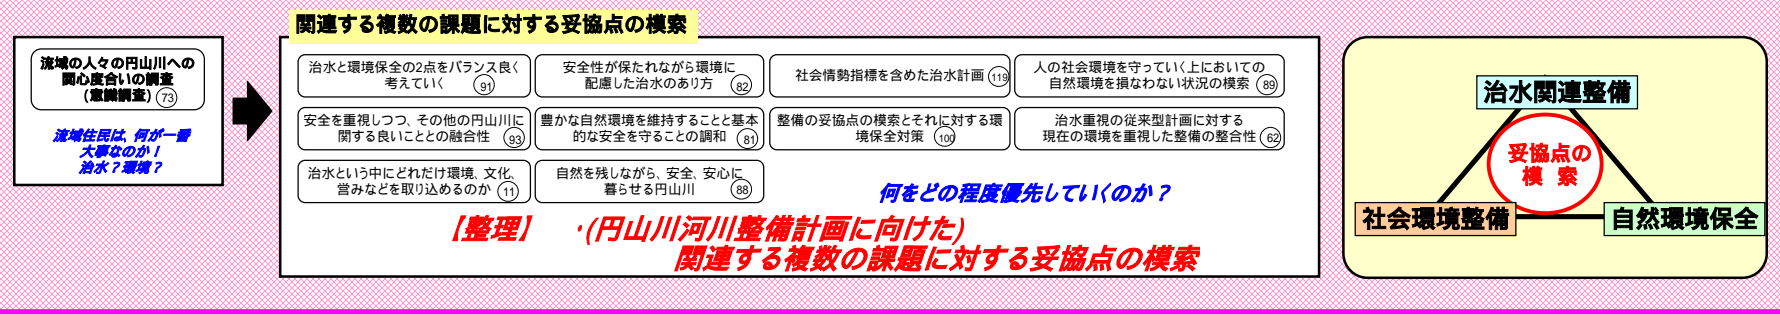 関連する複数の課題に対する妥協点の模索
流域の人々の円山川への
関心度合いの調査
(意識調査) 73
流域住民は、何が一番
大事なのか！
治水？環境？
治水と環境保全の2点をバランス良く
考えていく 91
安全性が保たれながら環境に
配慮した治水のあり方 82
社会情勢指標を含めた治水計画 119
人の社会環境を守っていく上においての
自然環境を損なわない状況の模索 89
安全を重視しつつ、その他の円山川に
関する良いこととの融合性 93
豊かな自然環境を維持することと基本
的な安全を守ることの調和 81
整備の妥協点の模索とそれに対する環
境保全対策 100
治水重視の従来型計画に対する
現在の環境を重視した整備の整合性 62
治水という中にどれだけ環境、文化、
営みなどを取り込めるのか 11
自然を残しながら、安全、安心に
暮らせる円山川 88
何をどの程度優先していくのか？
【整理】 ・(円山川河川整備計画に向けた)
関連する複数の課題に対する妥協点の模索
治水関連整備
妥協点の
模 索
社会環境整備
自然環境保全